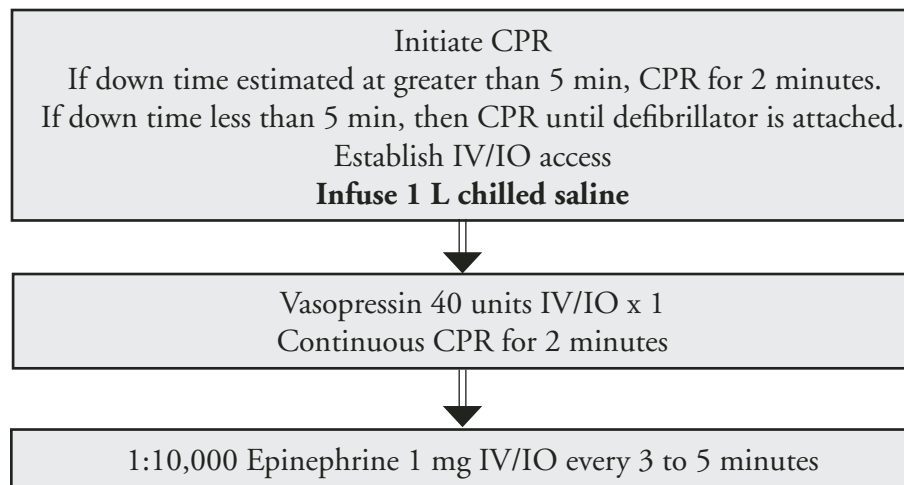 Initiate CPR
If down time estimated at greater than 5 min, CPR for 2 minutes.
If down time less than 5 min, then CPR until defibrillator is attached.
Establish IV/IO access
Infuse 1 L chilled saline
Vasopressin 40 units IV/IO x 1
Continuous CPR for 2 minutes
1:10,000 Epinephrine 1 mg IV/IO every 3 to 5 minutes